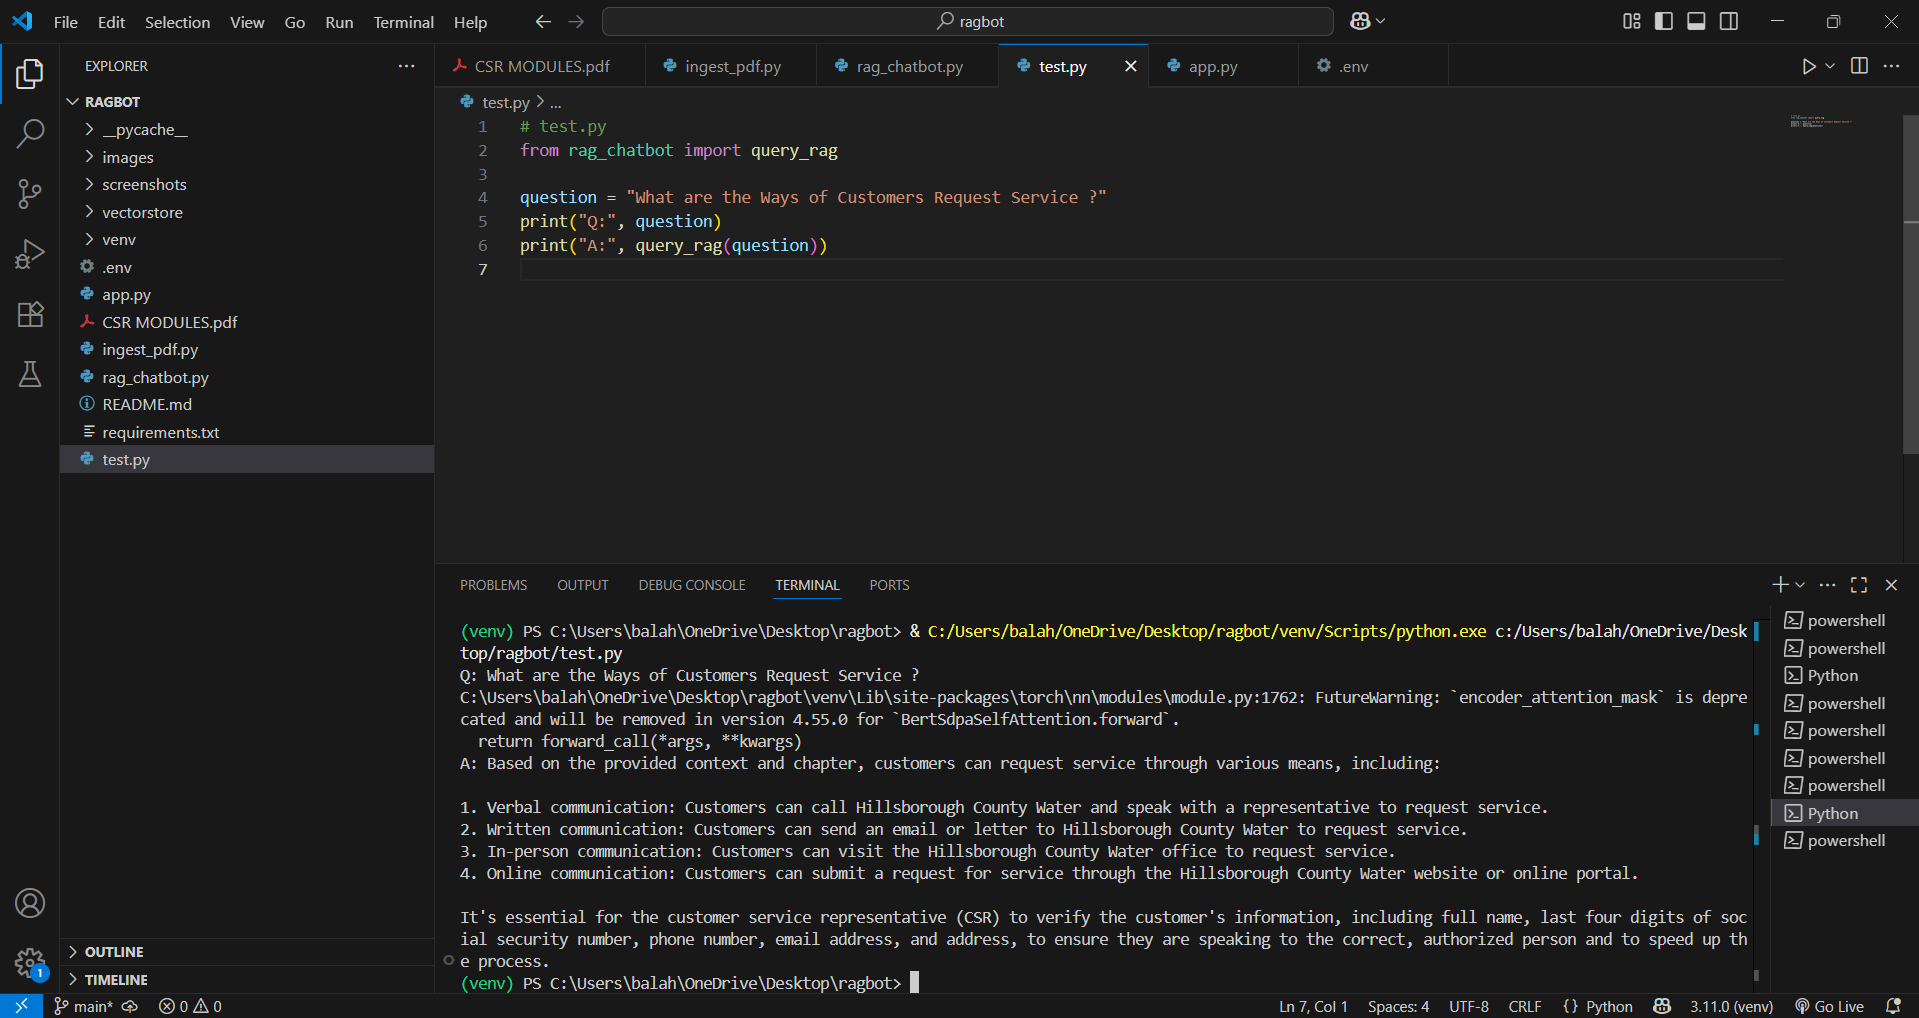 File Edit Selection View Go Run Terminal Help
ragbot
EXPLORER
RAGBOT
__pycache__
images
screenshots
vectorstore
venv
.env
app.py
CSR MODULES.pdf
ingest_pdf.py
rag_chatbot.py
README.md
requirements.txt
test.py
OUTLINE
TIMELINE
CSR MODULES.pdf ingest_pdf.py rag_chatbot.py test.py app.py .env
test.py > ...
1 # test.py
2 from rag_chatbot import query_rag
3
4 question = "What are the Ways of Customers Request Service ?"
5 print("Q:", question)
6 print("A:", query_rag(question))
7
PROBLEMS OUTPUT DEBUG CONSOLE TERMINAL PORTS
(venv) PS C:\Users\balah\OneDrive\Desktop\ragbot> & C:/Users/balah/OneDrive/Desktop/ragbot/venv/Scripts/python.exe c:/Users/balah/OneDrive/Desk
top/ragbot/test.py
Q: What are the Ways of Customers Request Service ?
C:\Users\balah\OneDrive\Desktop\ragbot\venv\Lib\site-packages\torch\nn\modules\module.py:1762: FutureWarning: `encoder_attention_mask` is depre
cated and will be removed in version 4.55.0 for `BertSdpaSelfAttention.forward`.
return forward_call(*args, **kwargs)
A: Based on the provided context and chapter, customers can request service through various means, including:
1. Verbal communication: Customers can call Hillsborough County Water and speak with a representative to request service.
2. Written communication: Customers can send an email or letter to Hillsborough County Water to request service.
3. In-person communication: Customers can visit the Hillsborough County Water office to request service.
4. Online communication: Customers can submit a request for service through the Hillsborough County Water website or online portal.
It's essential for the customer service representative (CSR) to verify the customer's information, including full name, last four digits of soc
ial security number, phone number, email address, and address, to ensure they are speaking to the correct, authorized person and to speed up th
e process.
(venv) PS C:\Users\balah\OneDrive\Desktop\ragbot>
powershell
powershell
Python
powershell
powershell
powershell
powershell
Python
powershell
1
main* 0 0 Ln 7, Col 1 Spaces: 4 UTF-8 CRLF {} Python 3.11.0 (venv) Go Live